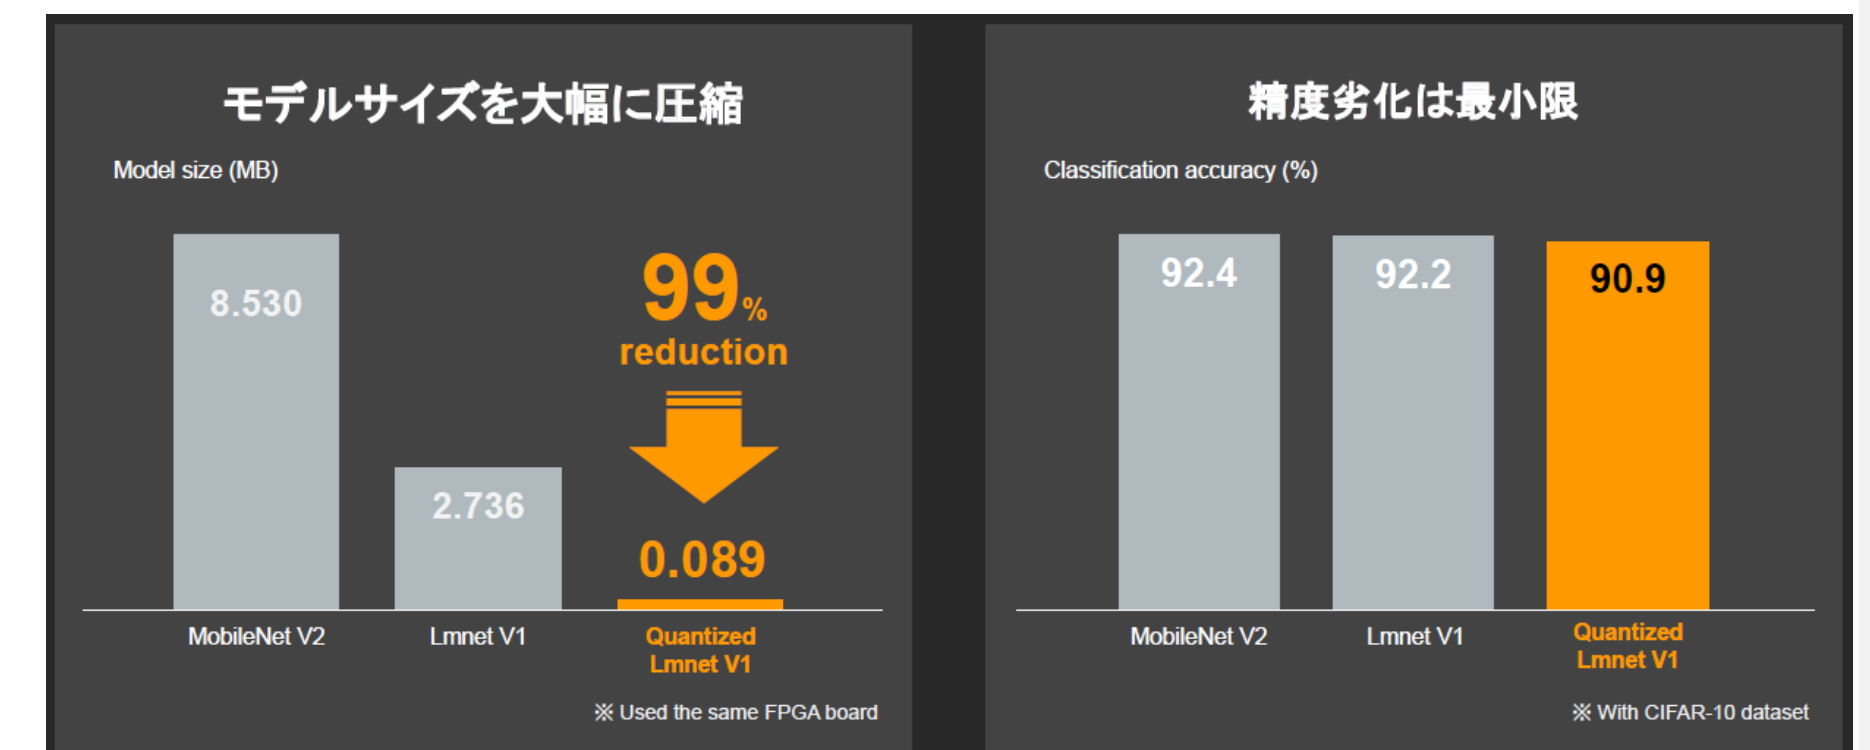 モデルサイズを大幅に圧縮
Model size (MB)
8.530
2.736
99%
reduction
0.089
MobileNet V2
Lmnet V1
Quantized
Lmnet V1
※ Used the same FPGA board
精度劣化は最小限
Classification accuracy (%)
92.4
92.2
90.9
MobileNet V2
Lmnet V1
Quantized
Lmnet V1
※ With CIFAR-10 dataset